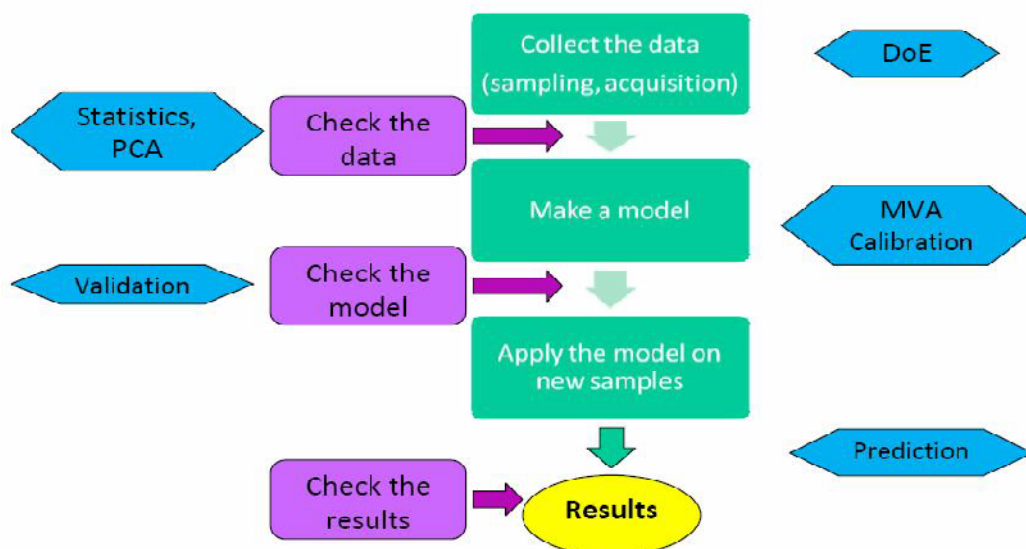 Collect the data
(sampling, acquisition)
DoE
Statistics,
PCA
Check the
data
Make a model
MVA
Calibration
Validation
Check the
model
Apply the model on
new samples
Prediction
Check the
results
Results